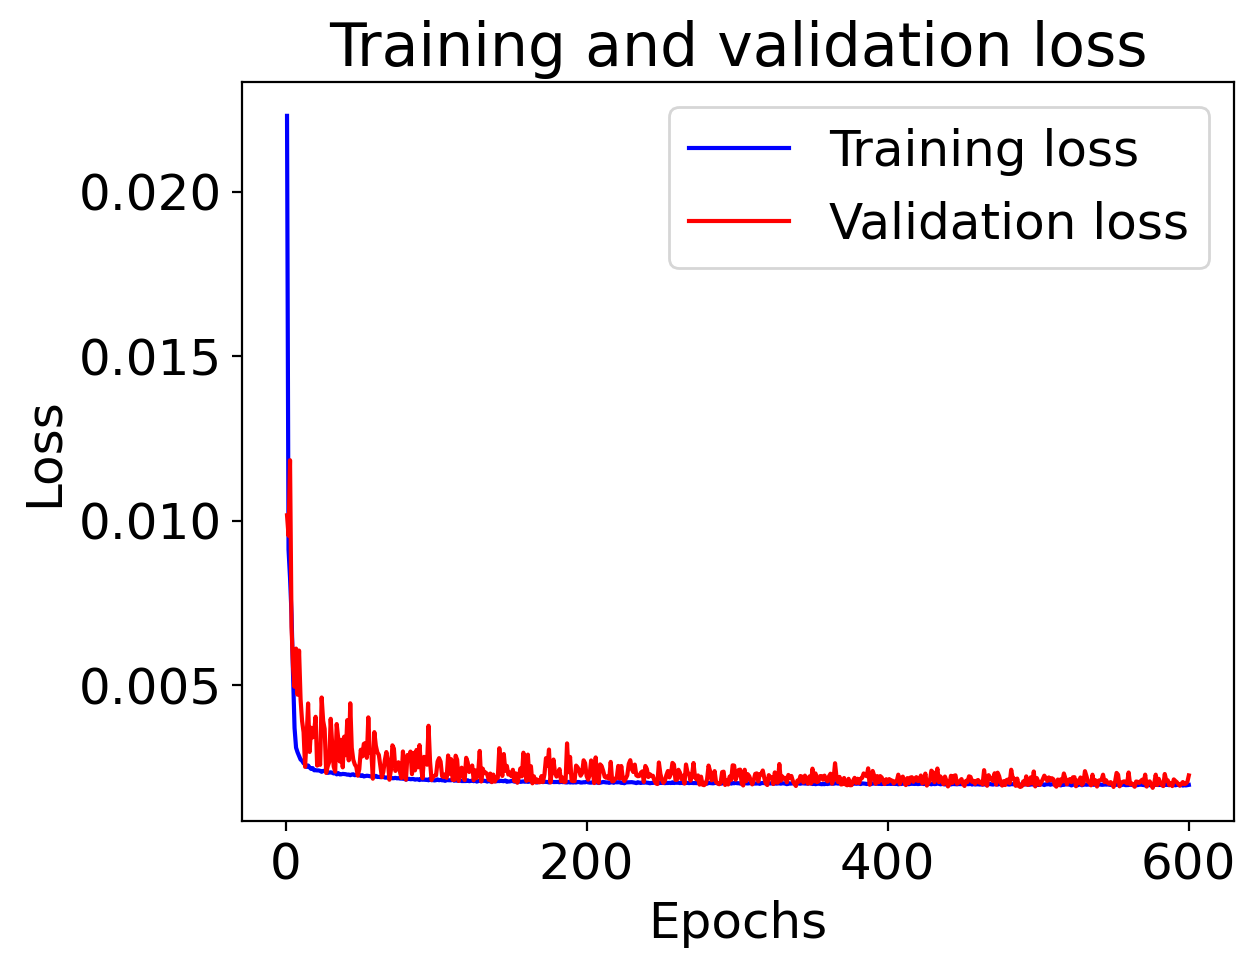 Training and validation loss
Training loss
Validation loss
0.020
0.015
0.010
0.005
Loss
0 200 400 600
Epochs